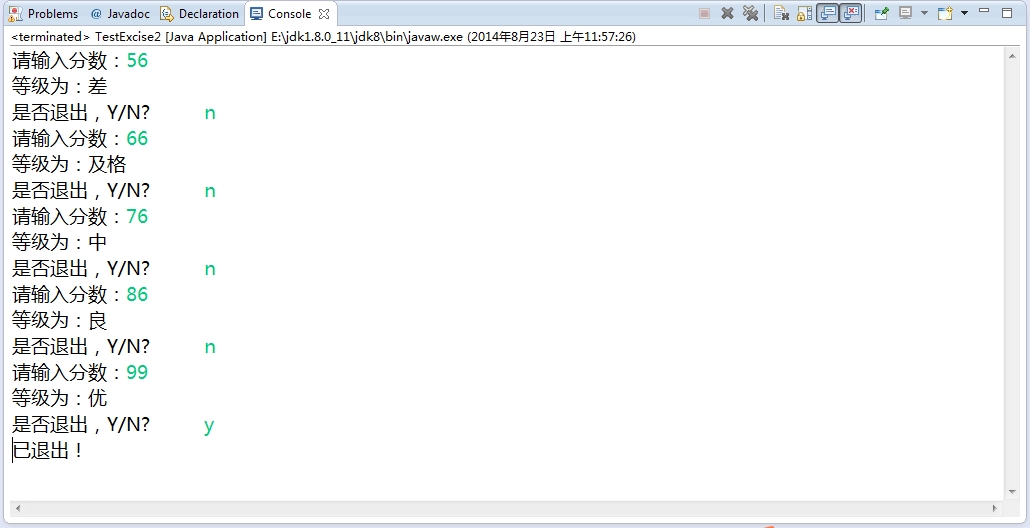 Problems @ Javadoc Declaration Console
<terminated> TestExcise2 [Java Application] E:\jdk1.8.0_11\jdk8\bin\javaw.exe (2014年8月23日 上午11:57:26)
请输入分数：56
等级为：差
是否退出，Y/N? n
请输入分数：66
等级为：及格
是否退出，Y/N? n
请输入分数：76
等级为：中
是否退出，Y/N? n
请输入分数：86
等级为：良
是否退出，Y/N? n
请输入分数：99
等级为：优
是否退出，Y/N? y
已退出！